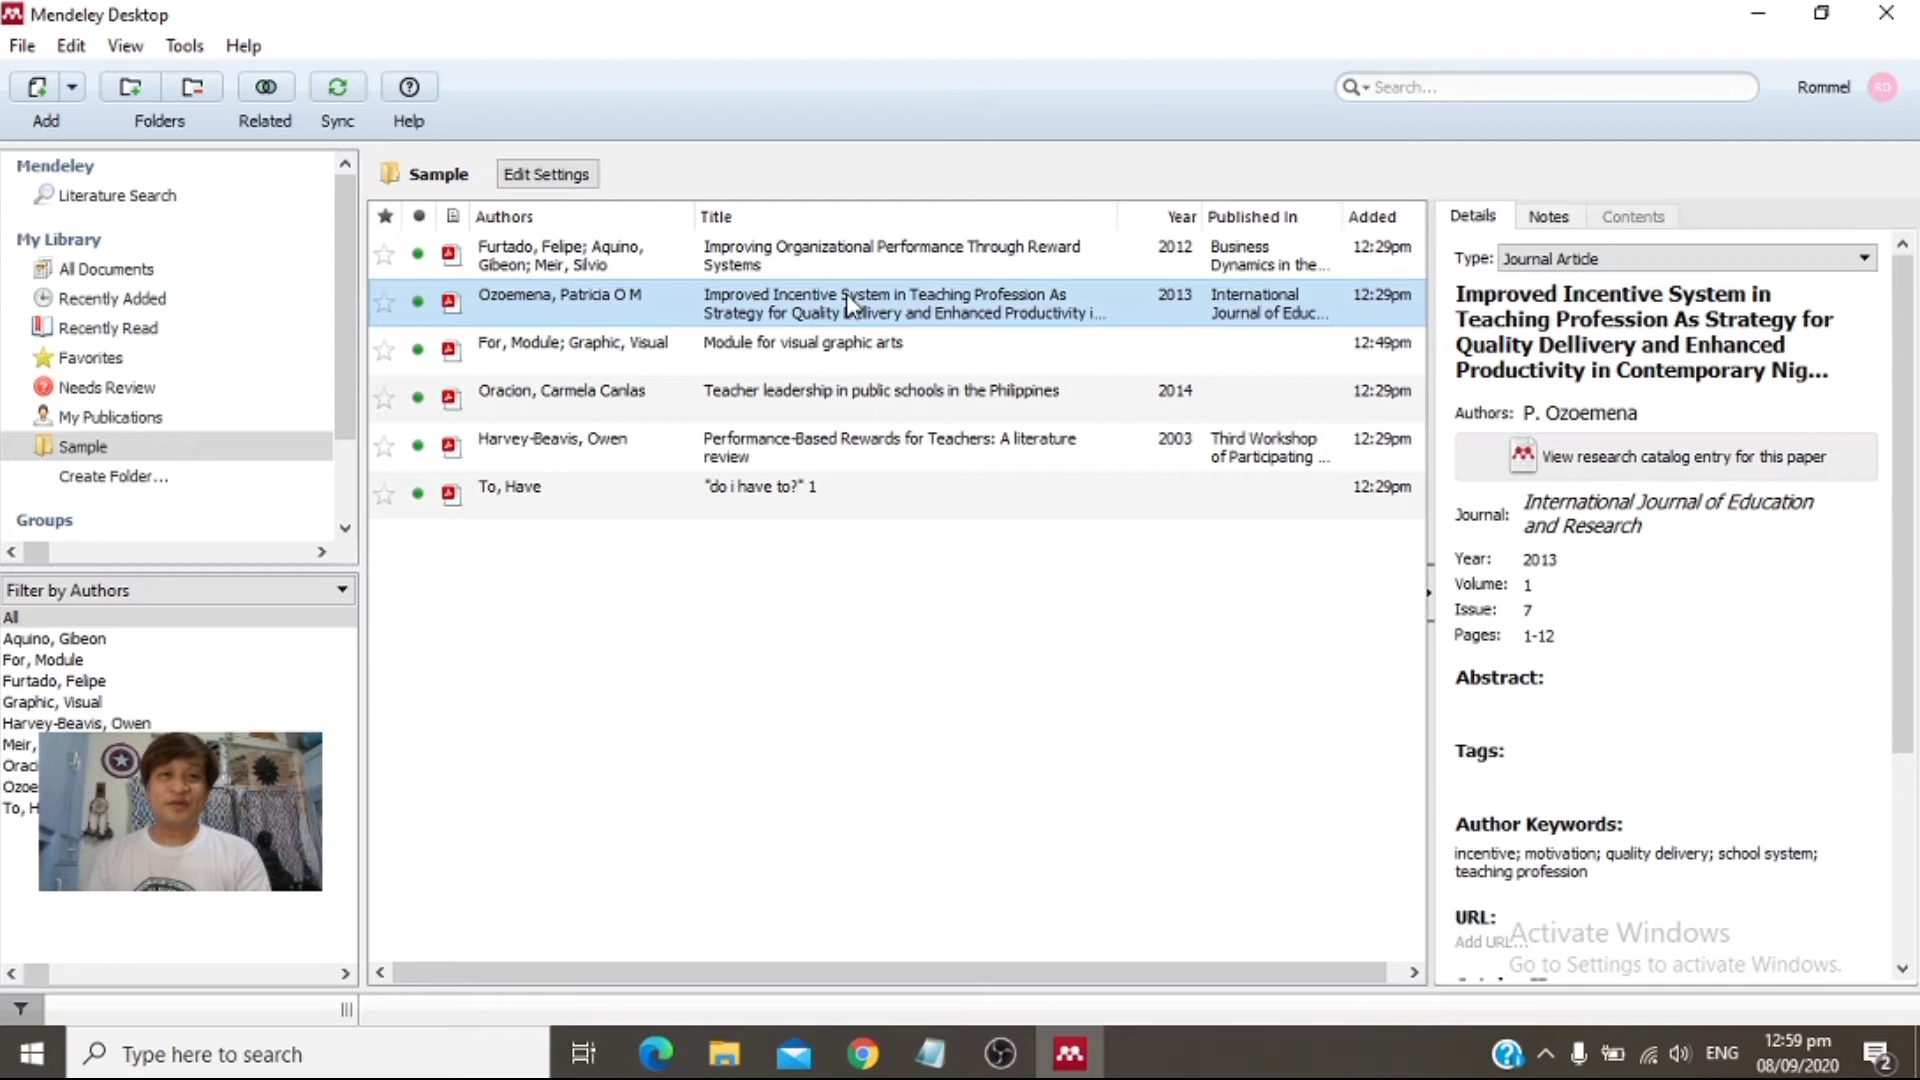 Mendeley Desktop
File Edit View Tools Help
Search...
Rommel RD
Add Folders Related Sync Help
Mendeley
Literature Search
My Library
All Documents
Recently Added
Recently Read
Favorites
Needs Review
My Publications
Sample
Create Folder...
Groups
Filter by Authors
All
Aquino, Gibeon
For, Module
Furtado, Felipe
Graphic, Visual
Harvey-Beavis, Owen
Meir,
Oraci
Ozoe
To, H
Sample Edit Settings
Authors Title Year Published In Added
Furtado, Felipe; Aquino, Improving Organizational Performance Through Reward 2012 Business 12:29pm
Gibeon; Meir, Silvio Systems Dynamics in the...
Ozoemena, Patricia O M Improved Incentive System in Teaching Profession As 2013 International 12:29pm
Strategy for Quality Dellivery and Enhanced Productivity i... Journal of Educ...
For, Module; Graphic, Visual Module for visual graphic arts 12:49pm
Oracion, Carmela Canlas Teacher leadership in public schools in the Philippines 2014 12:29pm
Harvey-Beavis, Owen Performance-Based Rewards for Teachers: A literature 2003 Third Workshop 12:29pm
review of Participating ...
To, Have "do i have to?" 1 12:29pm
Details Notes Contents
Type: Journal Article
Improved Incentive System in
Teaching Profession As Strategy for
Quality Dellivery and Enhanced
Productivity in Contemporary Nig...
Authors: P. Ozoemena
View research catalog entry for this paper
Journal: International Journal of Education
and Research
Year: 2013
Volume: 1
Issue: 7
Pages: 1-12
Abstract:
Tags:
Author Keywords:
incentive; motivation; quality delivery; school system;
teaching profession
URL:
Add URL...
Activate Windows
Go to Settings to activate Windows.
Type here to search
ENG
12:59 pm
08/09/2020
2